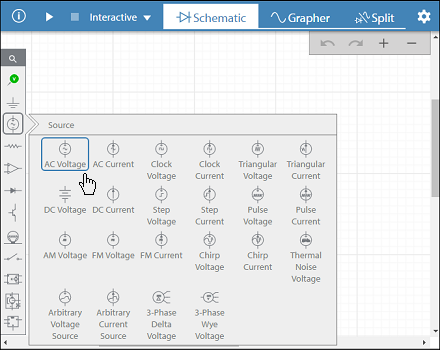 Interactive Schematic Grapher Split
Source
AC Voltage AC Current Clock Clock Triangular Triangular
Voltage Current Voltage Current
DC Voltage DC Current Step Step Pulse Pulse
Voltage Current Voltage Current
AM Voltage FM Voltage FM Current Chirp Chirp Thermal
Voltage Current Noise Voltage
Arbitrary Arbitrary 3-Phase 3-Phase
Voltage Current Delta Wye
Source Source Voltage Voltage